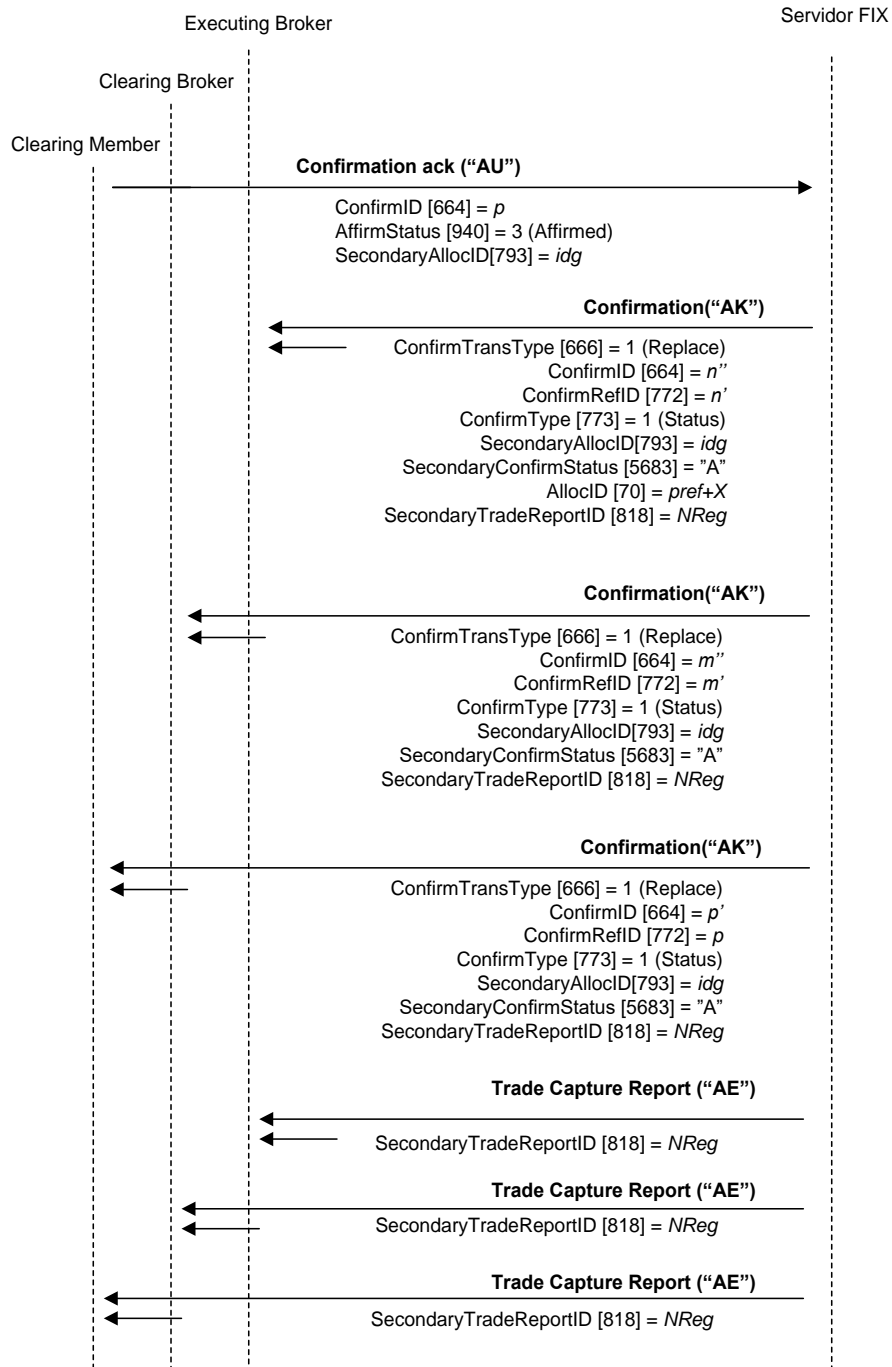 Servidor FIX
Executing Broker
Clearing Broker
Clearing Member
Confirmation ack (“AU”)
ConfirmID [664] = p
AffirmStatus [940] = 3 (Affirmed)
SecondaryAllocID[793] = idg
Confirmation(“AK”)
ConfirmTransType [666] = 1 (Replace)
ConfirmID [664] = n’’
ConfirmRefID [772] = n’
ConfirmType [773] = 1 (Status)
SecondaryAllocID[793] = idg
SecondaryConfirmStatus [5683] = ”A”
AllocID [70] = pref+X
SecondaryTradeReportID [818] = NReg
Confirmation(“AK”)
ConfirmTransType [666] = 1 (Replace)
ConfirmID [664] = m’’
ConfirmRefID [772] = m’
ConfirmType [773] = 1 (Status)
SecondaryAllocID[793] = idg
SecondaryConfirmStatus [5683] = ”A”
SecondaryTradeReportID [818] = NReg
Confirmation(“AK”)
ConfirmTransType [666] = 1 (Replace)
ConfirmID [664] = p’
ConfirmRefID [772] = p
ConfirmType [773] = 1 (Status)
SecondaryAllocID[793] = idg
SecondaryConfirmStatus [5683] = ”A”
SecondaryTradeReportID [818] = NReg
Trade Capture Report (“AE”)
SecondaryTradeReportID [818] = NReg
Trade Capture Report (“AE”)
SecondaryTradeReportID [818] = NReg
Trade Capture Report (“AE”)
SecondaryTradeReportID [818] = NReg